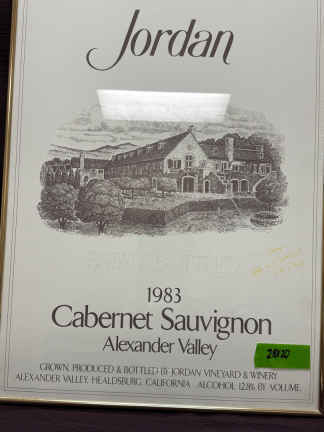 Jordan
1983
Cabernet Sauvignon
Alexander Valley
GROWN, PRODUCED & BOTTLED BY JORDAN VINEYARD & WINERY
ALEXANDER VALLEY, HEALDSBURG, CALIFORNIA ALCOHOL 12.8% BY VOLUME.